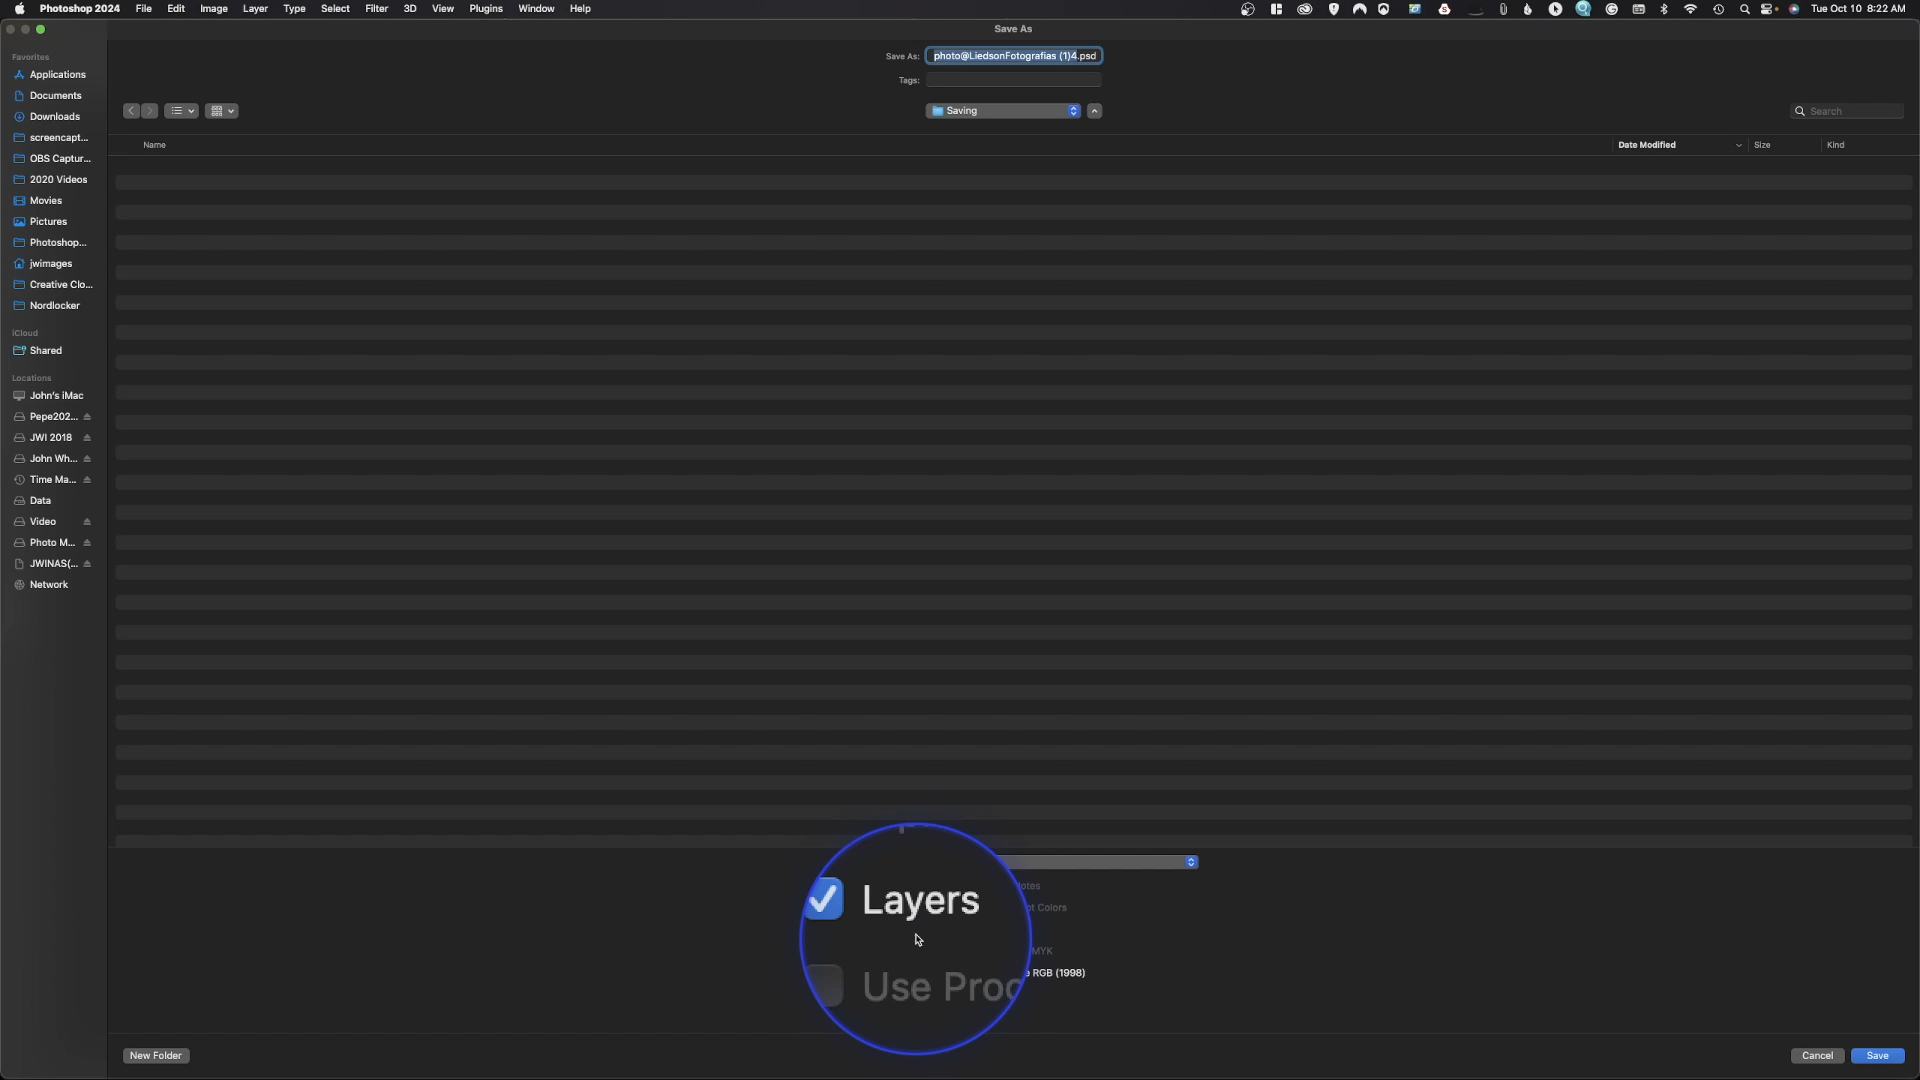 Photoshop 2024 File Edit Image Layer Type Select Filter 3D View Plugins Window Help Tue Oct 10 8:22 AM
Save As
Save As: photo@LiedsonFotografias (1)4.psd
Tags:
Saving
Search
Name Date Modified Size Kind
Favorites
Applications
Documents
Downloads
screencapt...
OBS Captur...
2020 Videos
Movies
Pictures
Photoshop...
jwimages
Creative Clo...
Nordlocker
iCloud
Shared
Locations
John's iMac
Pepe202...
JWI 2018
John Wh...
Time Ma...
Data
Video
Photo M...
JWINAS(...
Network
Layers
Use Proo
ot Colors
MYK
e RGB (1998)
New Folder Cancel Save